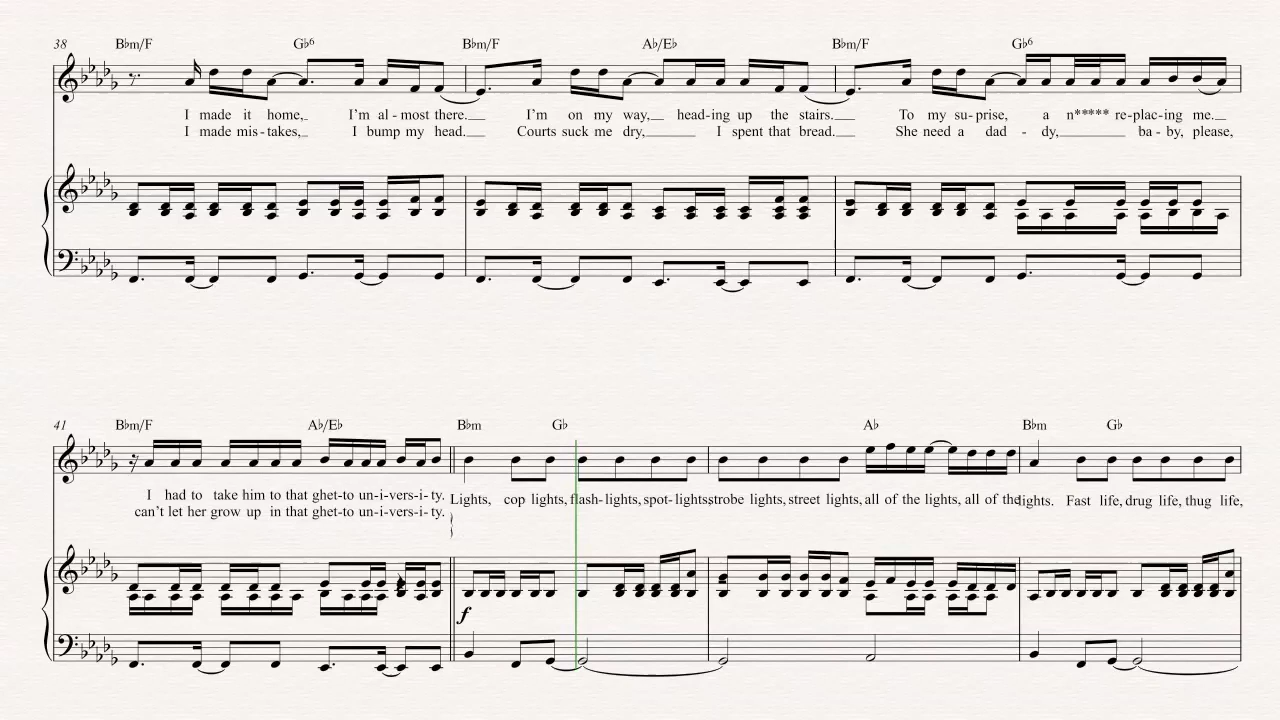 38 B♭m/F G♭6 B♭m/F A♭/E♭ B♭m/F G♭6
I made it home, I'm al - most there. I'm on my way, head-ing up the stairs. To my su-prise, a n***** re-plac-ing me.
I made mis-takes, I bump my head. Courts suck me dry, I spent that bread. She need a dad - dy, ba-by, please,
41 B♭m/F A♭/E♭ B♭m G♭ A♭ B♭m G♭
I had to take him to that ghet-to un-i-vers-i-ty. Lights, cop lights, flash-lights, spot-lights, strobe lights, street lights, all of the lights, all of the lights. Fast life, drug life, thug life,
can't let her grow up in that ghet-to un-i-vers-i-ty.
f